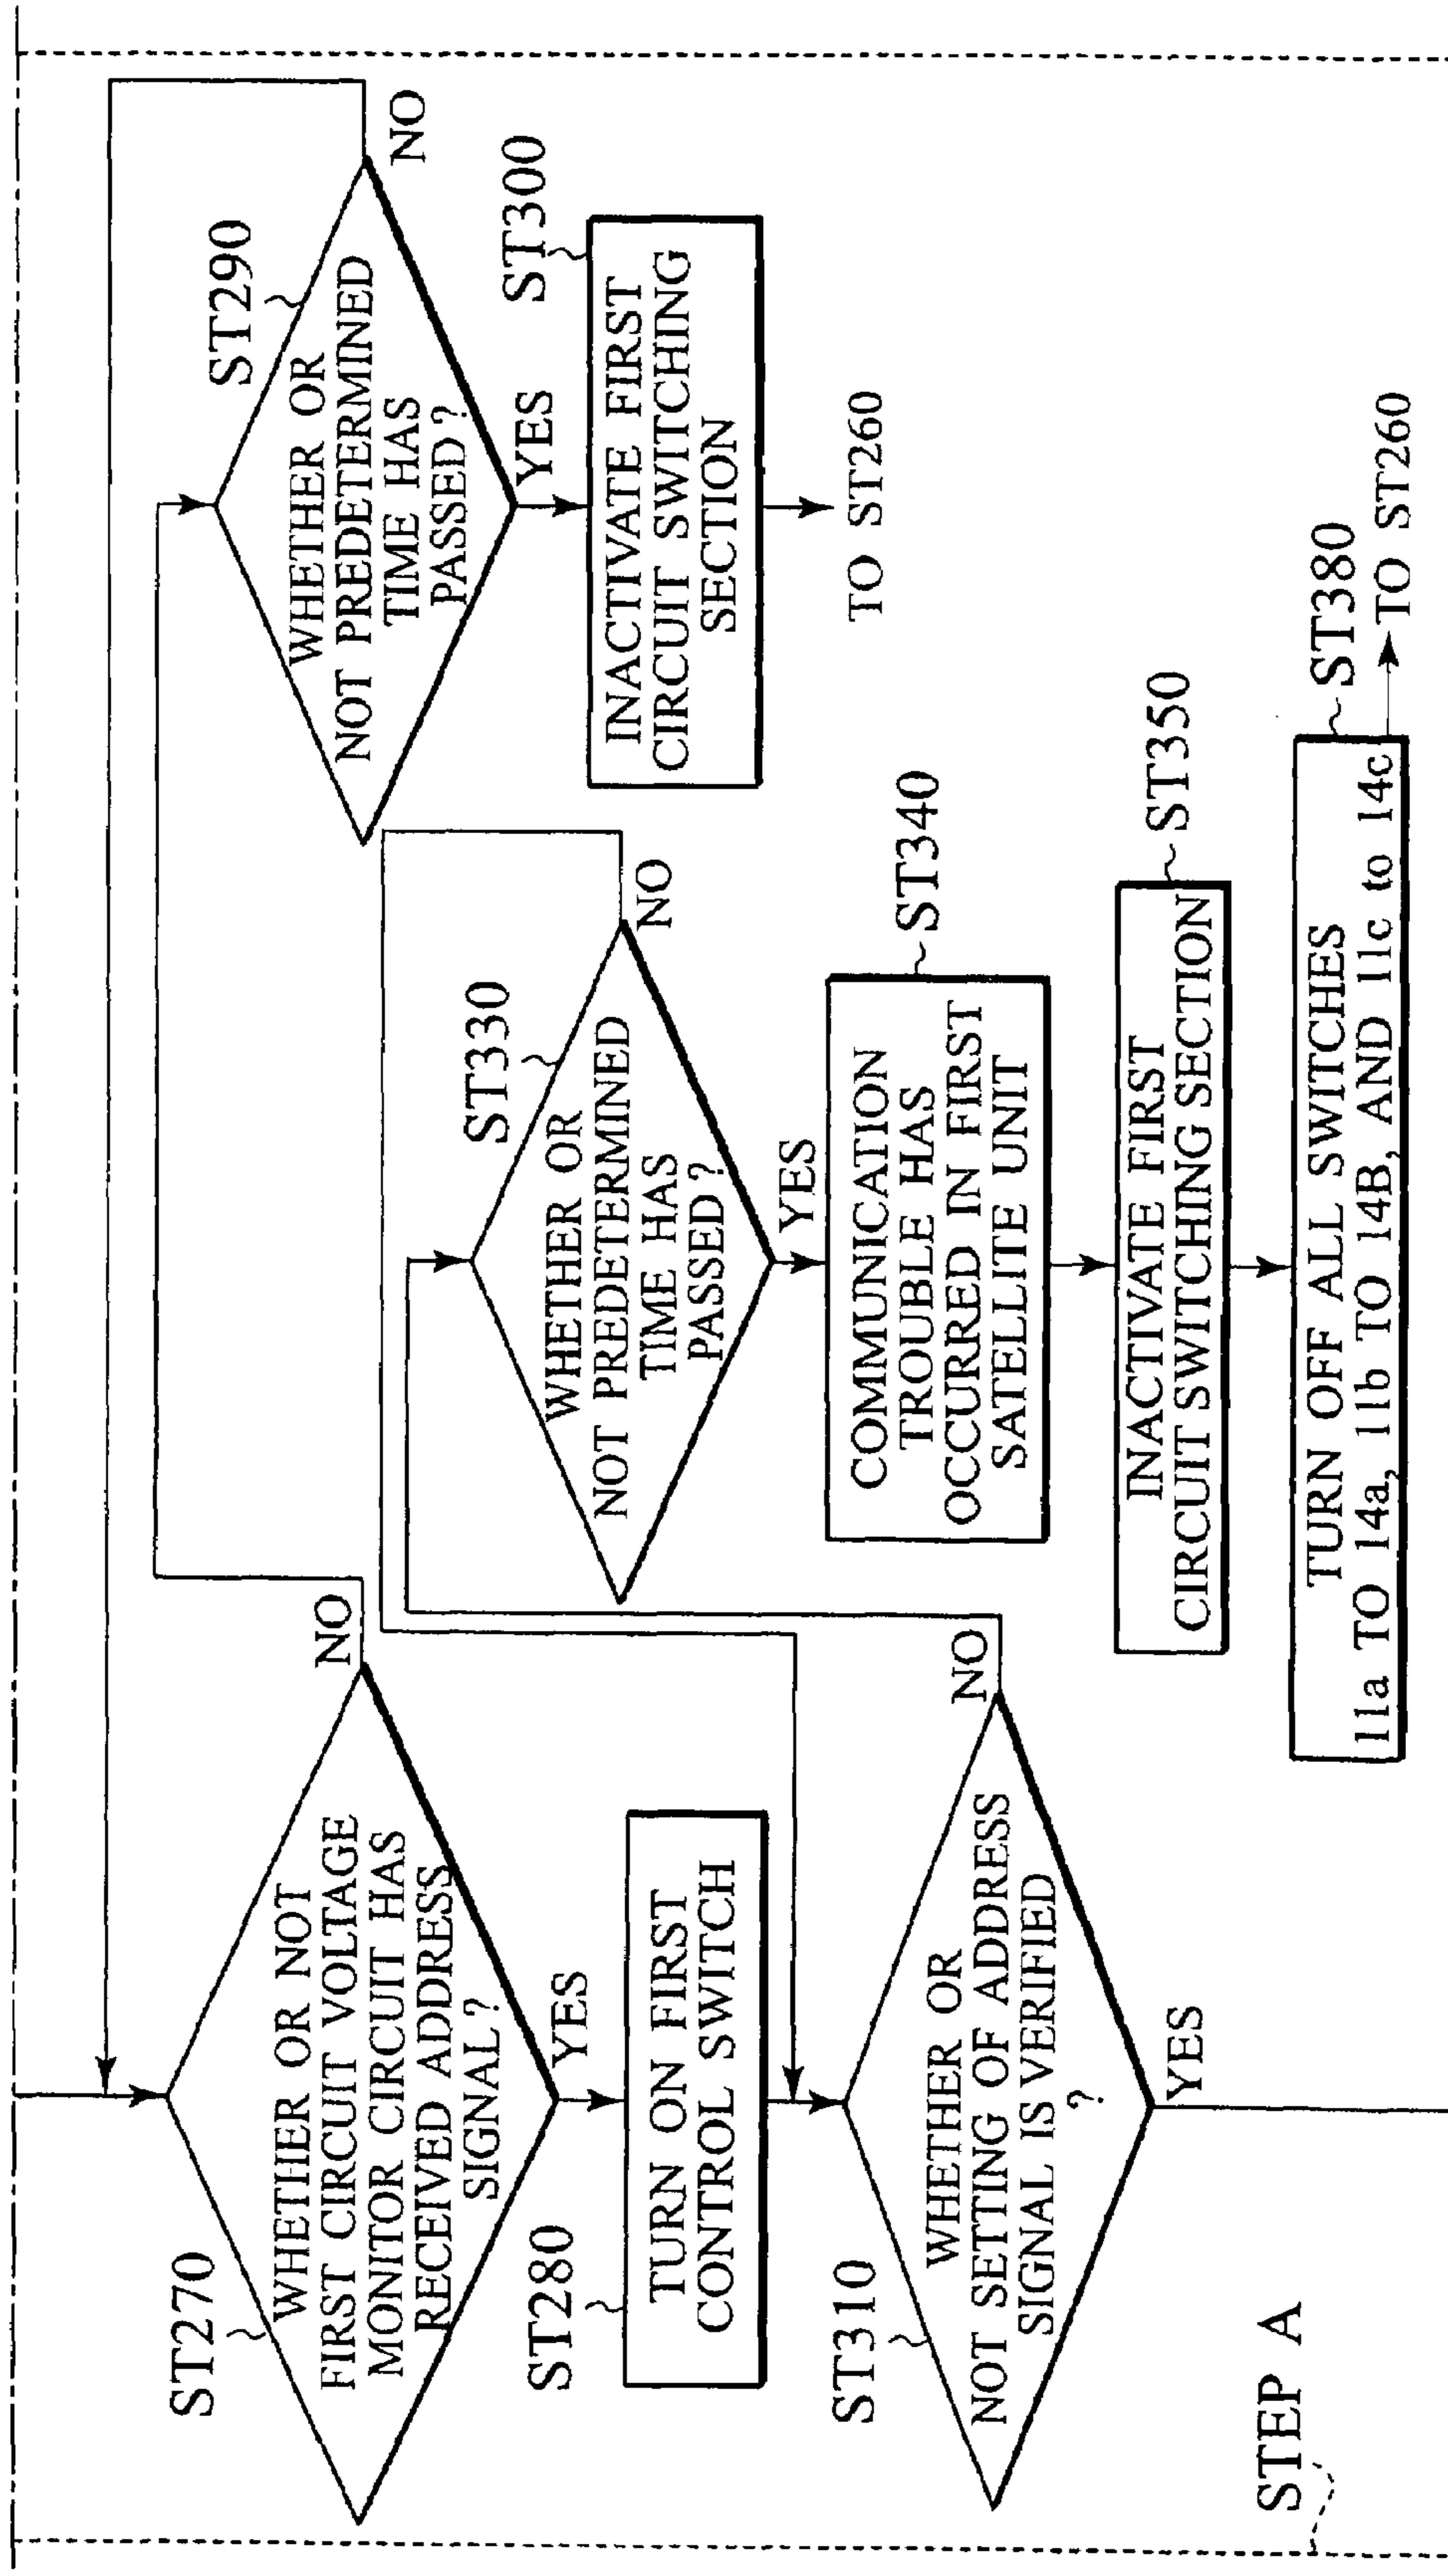 ST270
WHETHER OR NOT
FIRST CIRCUIT VOLTAGE
MONITOR CIRCUIT HAS
RECEIVED ADDRESS
SIGNAL?
NO
YES
ST280
TURN ON FIRST
CONTROL SWITCH
ST310
WHETHER OR
NOT SETTING OF ADDRESS
SIGNAL IS VERIFIED
?
NO
YES
STEP A
ST330
WHETHER OR
NOT PREDETERMINED
TIME HAS
PASSED?
NO
YES
ST340
COMMUNICATION
TROUBLE HAS
OCCURRED IN FIRST
SATELLITE UNIT
ST350
INACTIVATE FIRST
CIRCUIT SWITCHING SECTION
ST380
TURN OFF ALL SWITCHES
11a TO 14a, 11b TO 14B, AND 11c to 14c
TO ST260
ST290
WHETHER OR
NOT PREDETERMINED
TIME HAS
PASSED?
NO
YES
ST300
INACTIVATE FIRST
CIRCUIT SWITCHING
SECTION
TO ST260